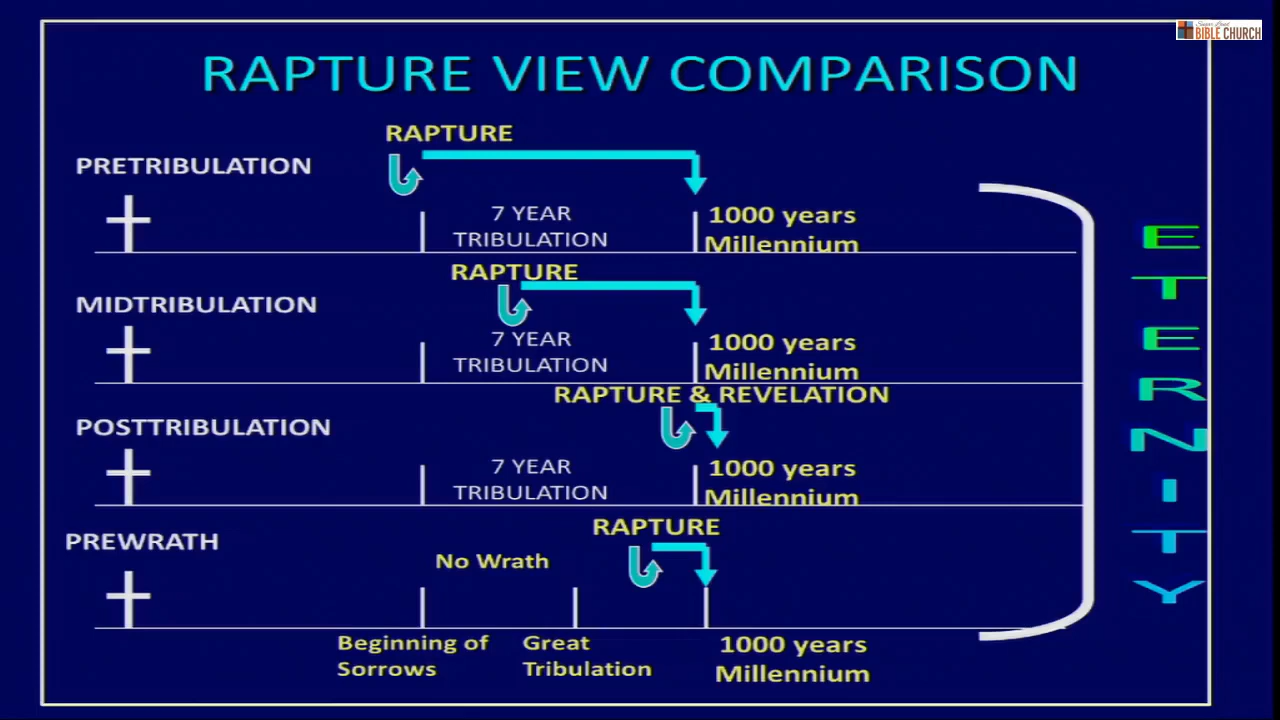 BIBLE CHURCH
RAPTURE VIEW COMPARISON
RAPTURE
PRETRIBULATION
7 YEAR
TRIBULATION
1000 years
Millennium
RAPTURE
MIDTRIBULATION
7 YEAR
TRIBULATION
1000 years
Millennium
RAPTURE & REVELATION
POSTTRIBULATION
7 YEAR
TRIBULATION
1000 years
Millennium
RAPTURE
PREWRATH
No Wrath
Beginning of
Sorrows
Great
Tribulation
1000 years
Millennium
ETERNITY